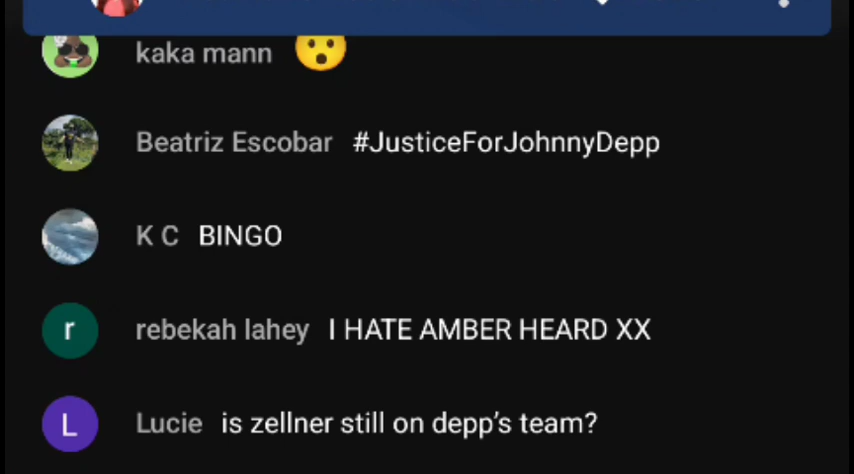 kaka mann 😮
Beatriz Escobar #JusticeForJohnnyDepp
K C BINGO
r rebekah lahey I HATE AMBER HEARD XX
L Lucie is zellner still on depp's team?